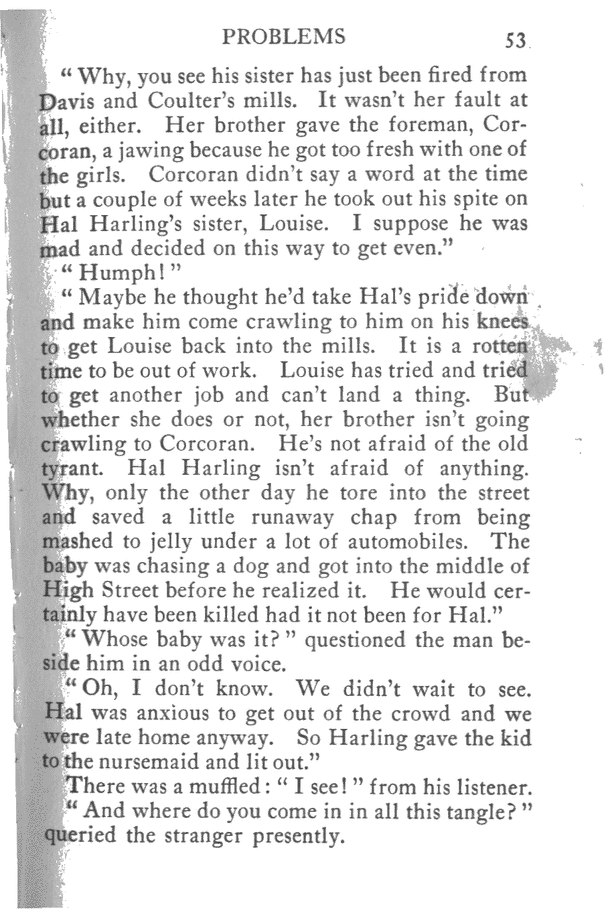 PROBLEMS 53
“ Why, you see his sister has just been fired from
Davis and Coulter’s mills. It wasn’t her fault at
all, either. Her brother gave the foreman, Cor-
coran, a jawing because he got too fresh with one of
the girls. Corcoran didn’t say a word at the time
but a couple of weeks later he took out his spite on
Hal Harling’s sister, Louise. I suppose he was
mad and decided on this way to get even.”
“ Humph! ”
“ Maybe he thought he’d take Hal’s pride down
and make him come crawling to him on his knees
to get Louise back into the mills. It is a rotten
time to be out of work. Louise has tried and tried
to get another job and can’t land a thing. But
whether she does or not, her brother isn’t going
crawling to Corcoran. He’s not afraid of the old
tyrant. Hal Harling isn’t afraid of anything.
Why, only the other day he tore into the street
and saved a little runaway chap from being
mashed to jelly under a lot of automobiles. The
baby was chasing a dog and got into the middle of
High Street before he realized it. He would cer-
tainly have been killed had it not been for Hal.”
“ Whose baby was it? ” questioned the man be-
side him in an odd voice.
“ Oh, I don’t know. We didn’t wait to see.
Hal was anxious to get out of the crowd and we
were late home anyway. So Harling gave the kid
to the nursemaid and lit out.”
There was a muffled : “ I see! ” from his listener.
“ And where do you come in in all this tangle? ”
queried the stranger presently.